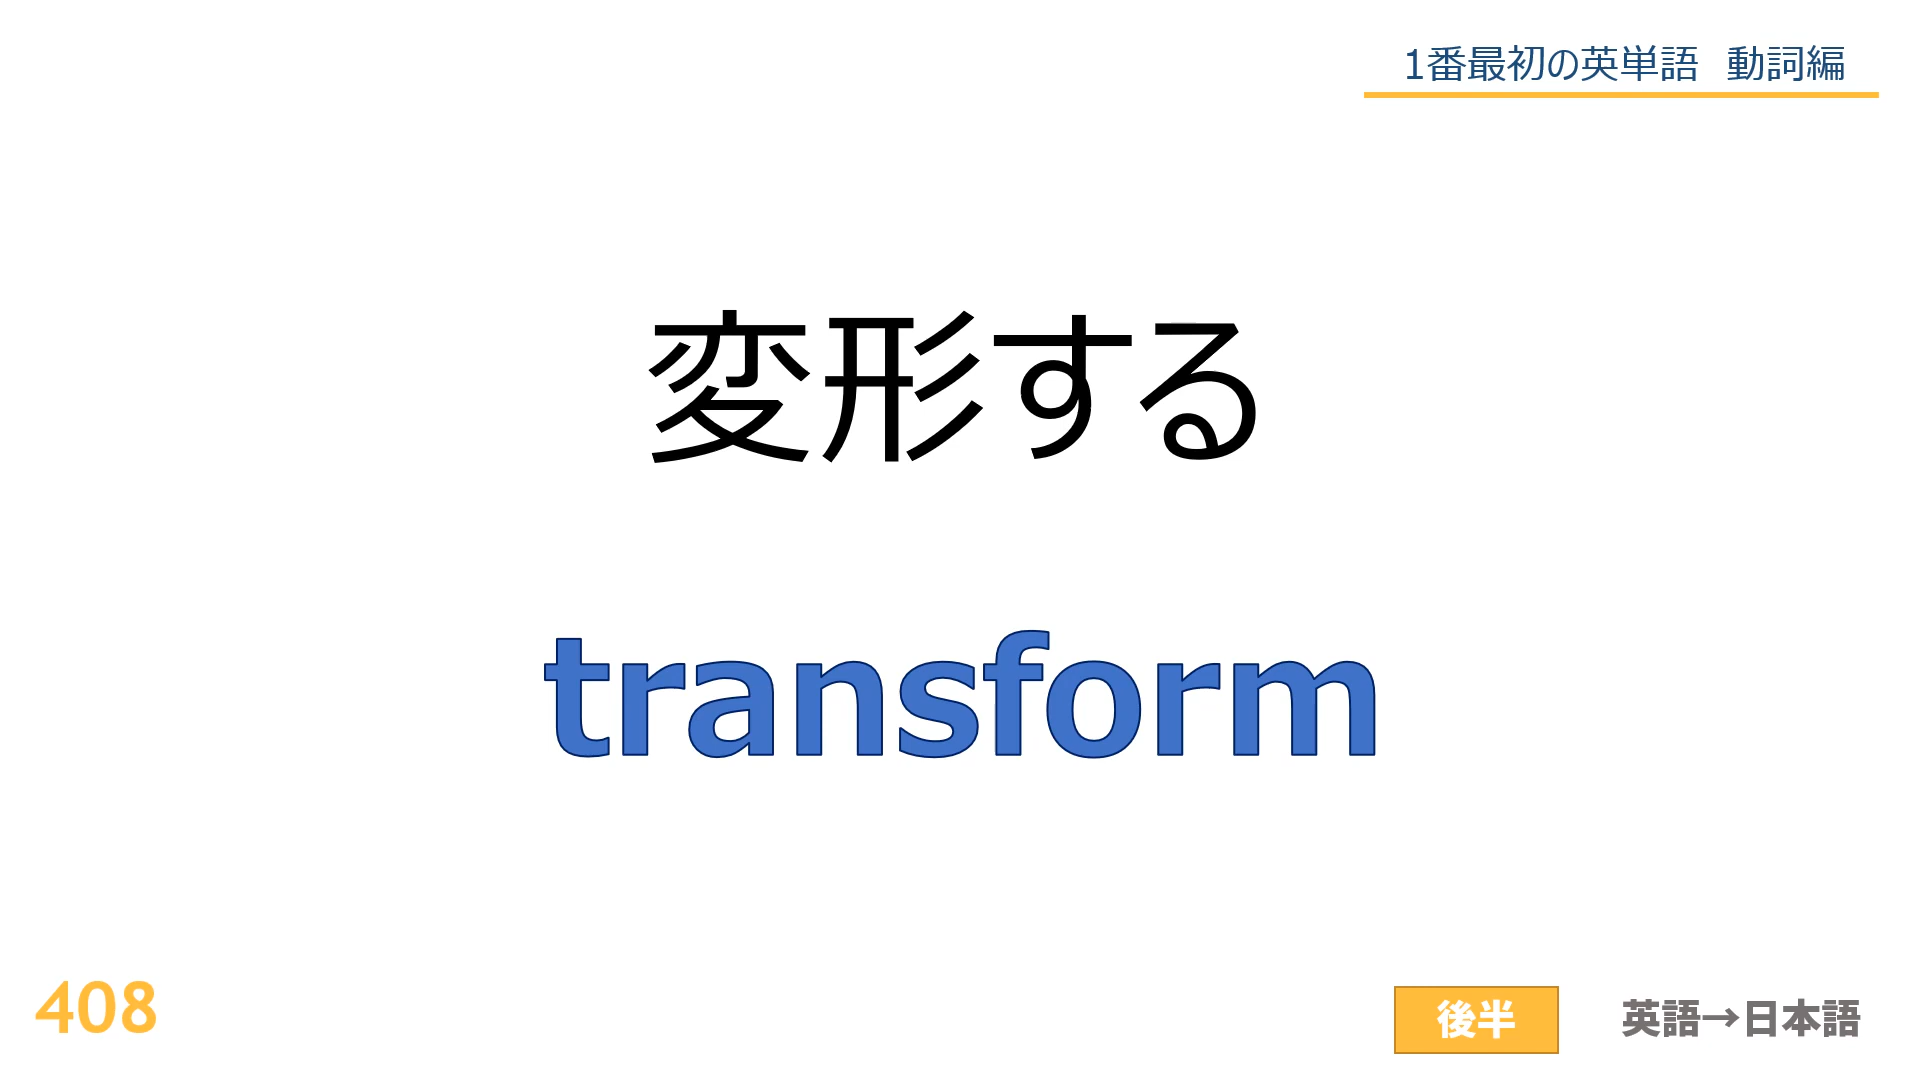 1番最初の英単語 動詞編
変形する
transform
408
後半
英語→日本語